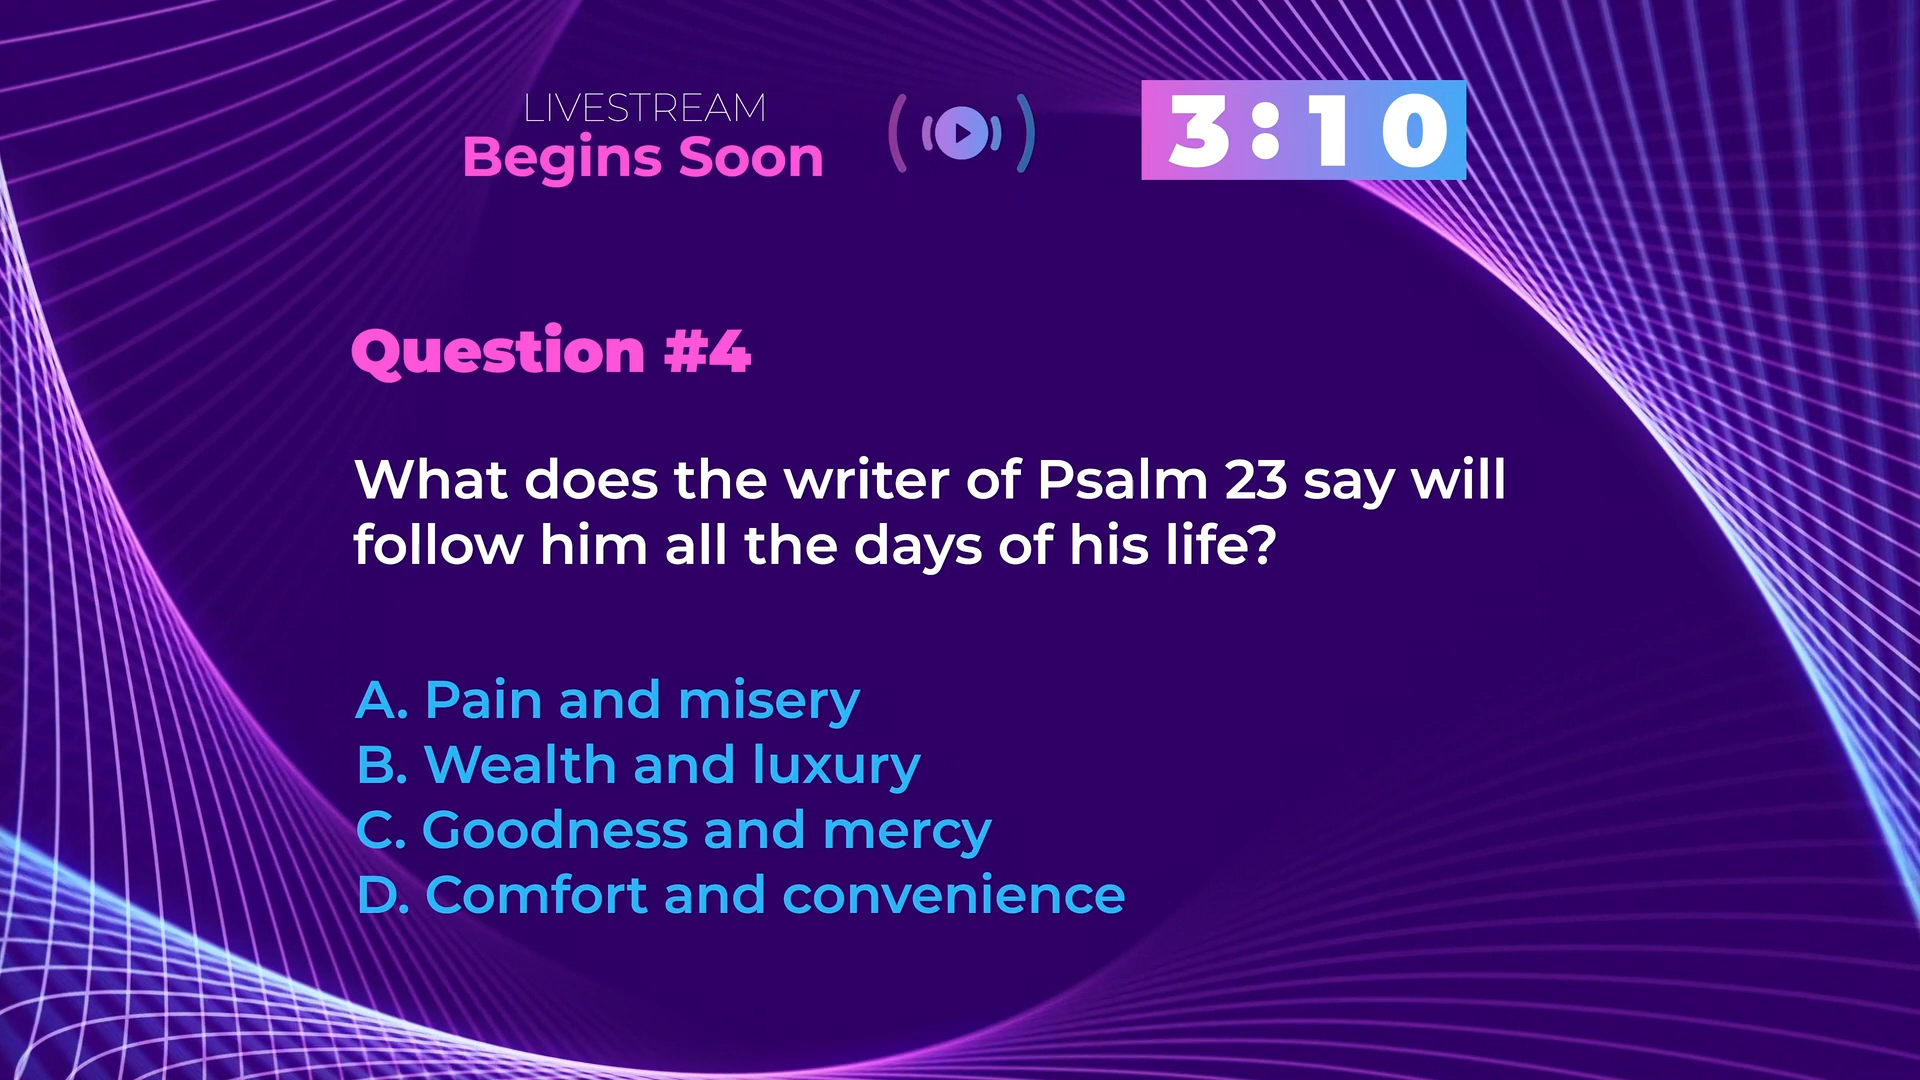 LIVESTREAM
Begins Soon
3:10
Question #4
What does the writer of Psalm 23 say will
follow him all the days of his life?
A. Pain and misery
B. Wealth and luxury
C. Goodness and mercy
D. Comfort and convenience